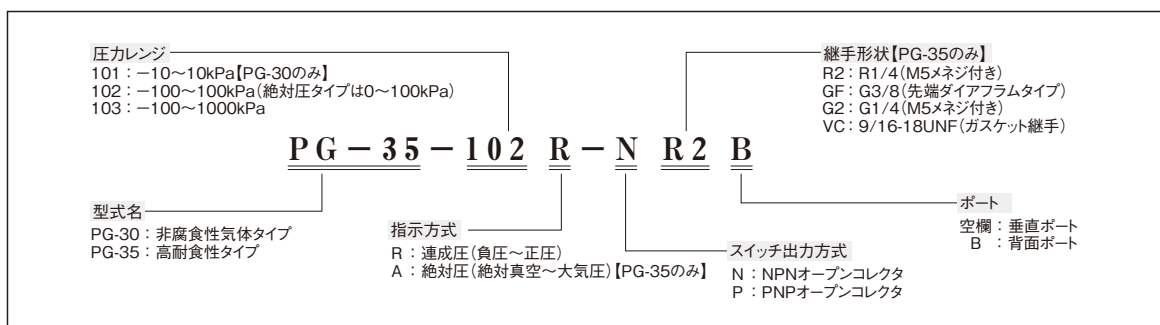 圧力レンジ
101：−10〜10kPa【PG-30のみ】
102：−100〜100kPa（絶対圧タイプは0〜100kPa）
103：−100〜1000kPa
継手形状【PG-35のみ】
R2：R1/4（M5メネジ付き）
GF：G3/8（先端ダイアフラムタイプ）
G2：G1/4（M5メネジ付き）
VC：9/16-18UNF（ガスケット継手）
PG−35−102 R−N R2 B
型式名
PG-30：非腐食性気体タイプ
PG-35：高耐食性タイプ
指示方式
R：連成圧（負圧〜正圧）
A：絶対圧（絶対真空〜大気圧）【PG-35のみ】
スイッチ出力方式
N：NPNオープンコレクタ
P：PNPオープンコレクタ
ポート
空欄：垂直ポート
B：背面ポート